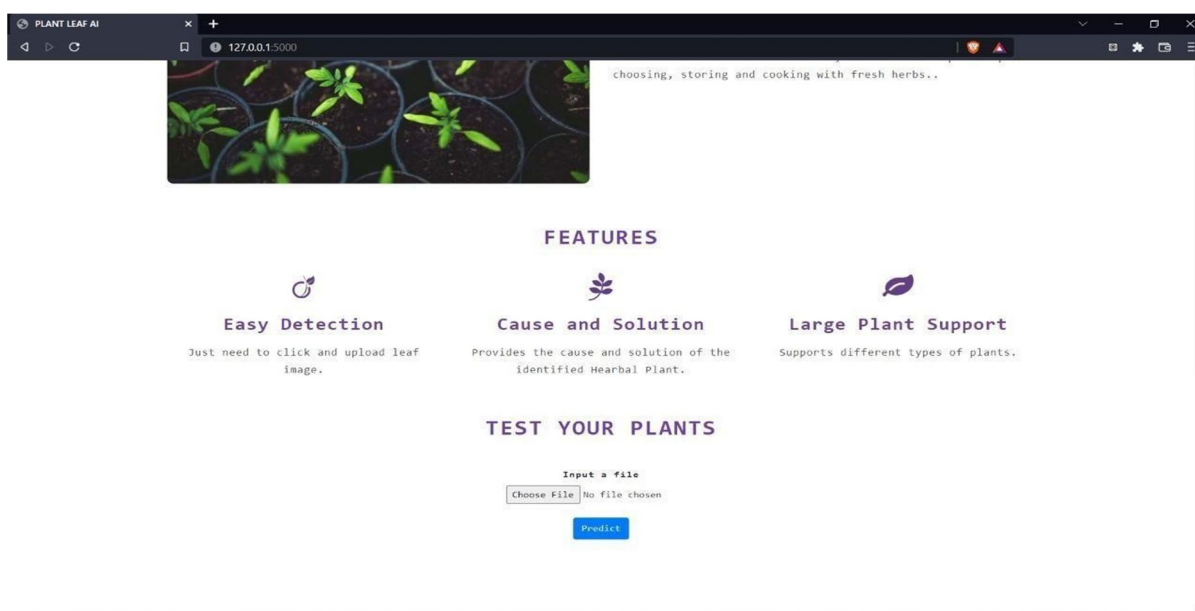 PLANT LEAF AI
127.0.0.1:5000
choosing, storing and cooking with fresh herbs..
FEATURES
Easy Detection
Just need to click and upload leaf
image.
Cause and Solution
Provides the cause and solution of the
identified Hearbal Plant.
Large Plant Support
Supports different types of plants.
TEST YOUR PLANTS
Input a file
Choose File No file chosen
Predict